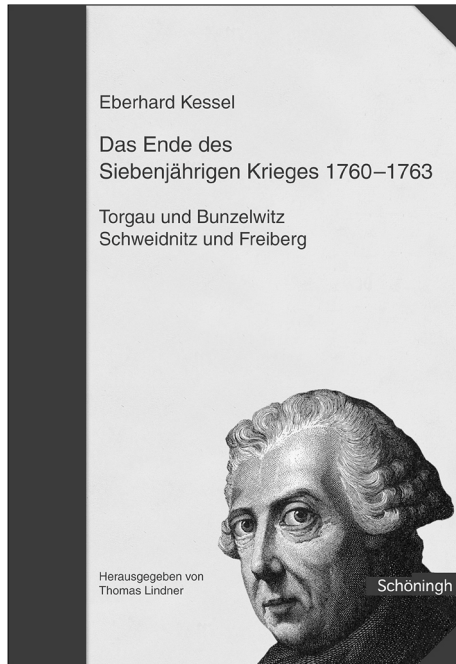 Eberhard Kessel
Das Ende des
Siebenjährigen Krieges 1760–1763
Torgau und Bunzelwitz
Schweidnitz und Freiberg
Herausgegeben von
Thomas Lindner
Schöningh